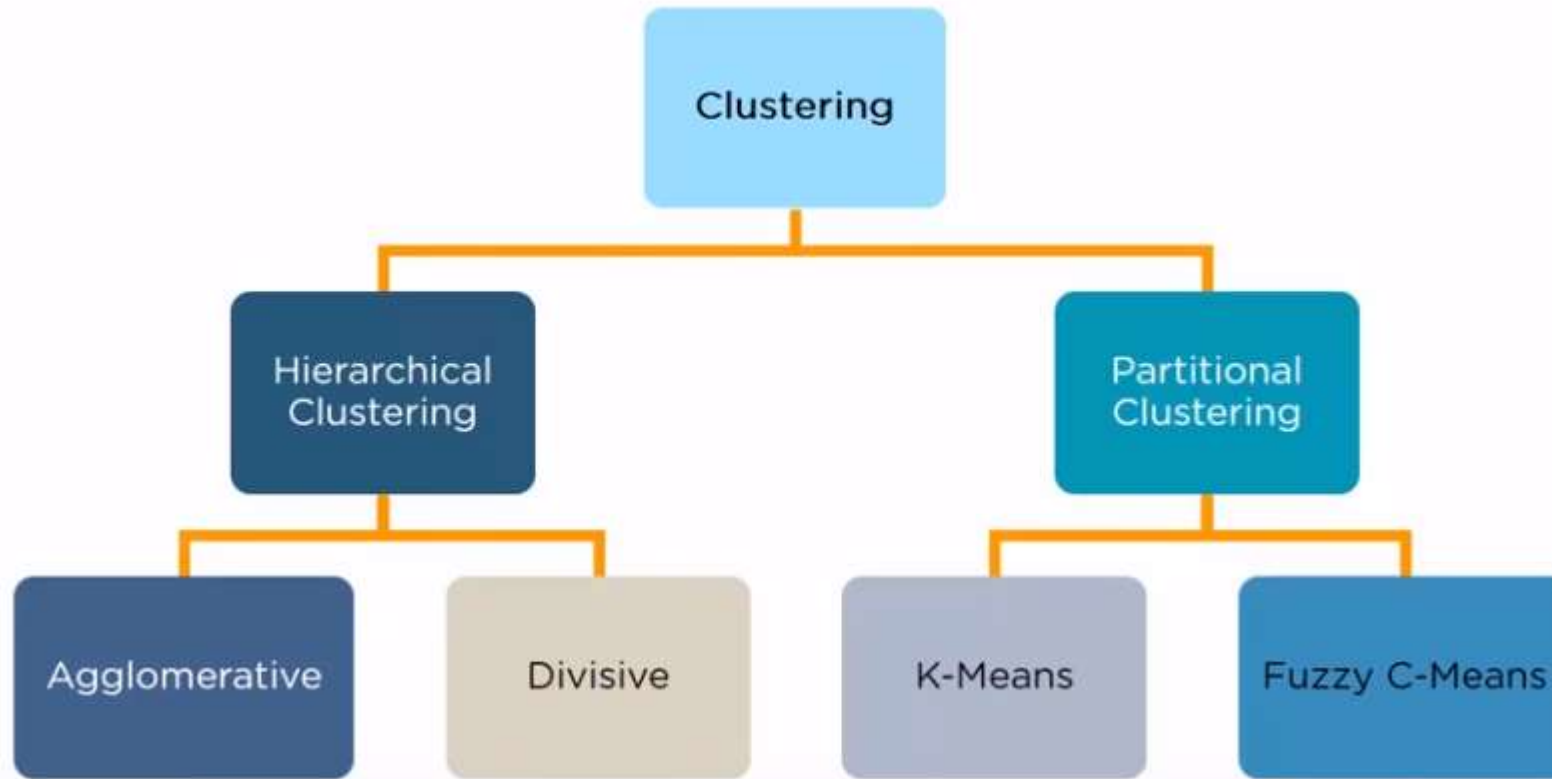 Clustering
Hierarchical
Clustering
Partitional
Clustering
Agglomerative
Divisive
K-Means
Fuzzy C-Means